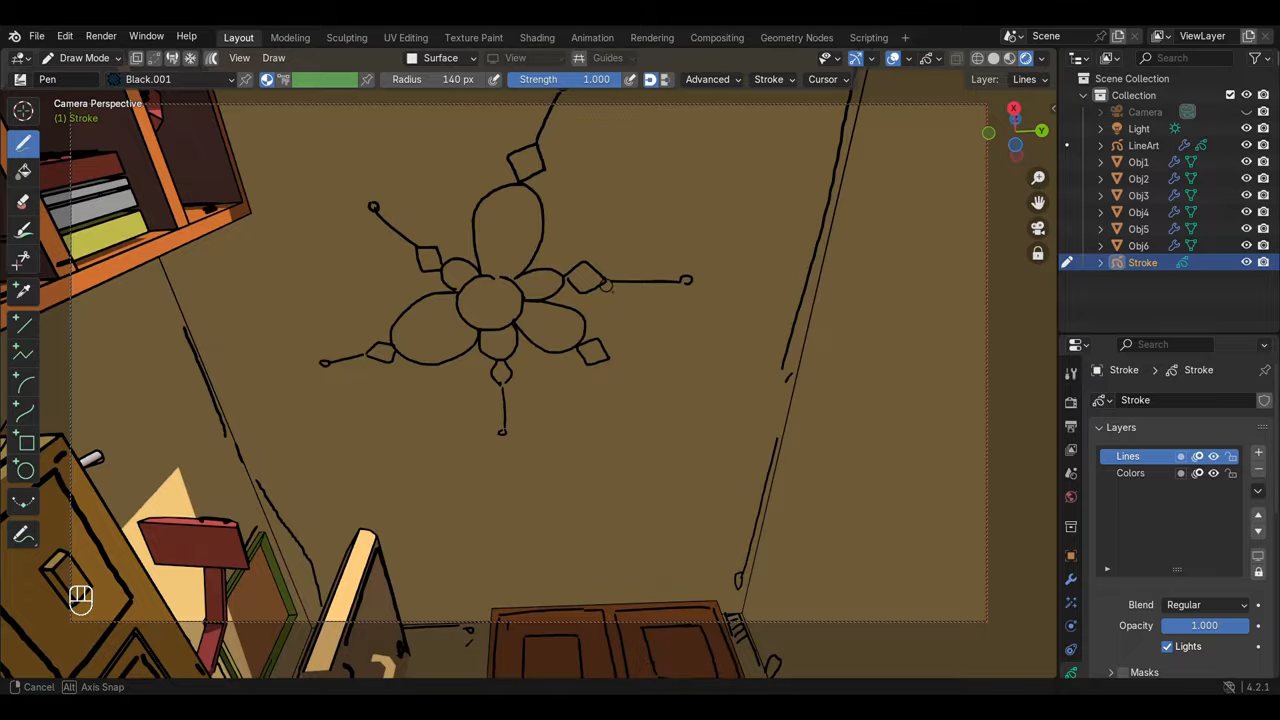 File Edit Render Window Help Layout Modeling Sculpting UV Editing Texture Paint Shading Animation Rendering Compositing Geometry Nodes Scripting Scene ViewLayer
Draw Mode View Draw Surface View Guides Search
Pen Black.001 Radius 140 px Strength 1.000 Advanced Stroke Cursor Layer: Lines
Camera Perspective
(1) Stroke
X
Y
Scene Collection
Collection
Camera
Light
LineArt
Obj1
Obj2
Obj3
Obj4
Obj5
Obj6
Stroke
Search
Stroke Stroke
Stroke
Layers
Lines
Colors
Blend Regular
Opacity 1.000
Lights
Masks
Cancel Alt Axis Snap
4.2.1